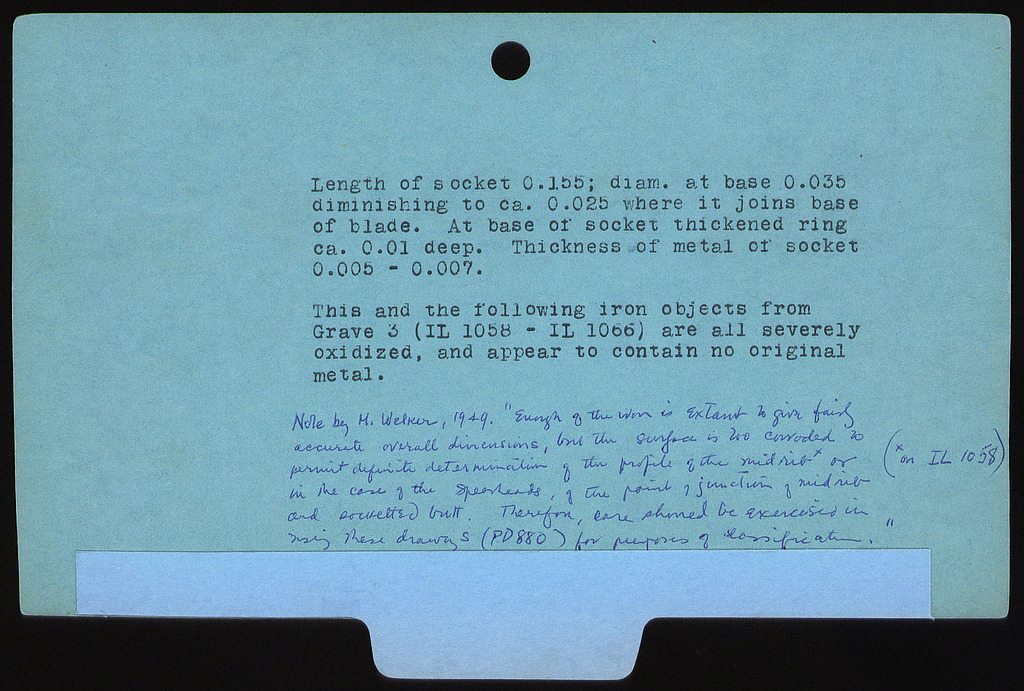 Length of socket 0.155; diam. at base 0.035
diminishing to ca. 0.025 where it joins base
of blade. At base of socket thickened ring
ca. 0.01 deep. Thickness of metal of socket
0.005 - 0.007.
This and the following iron objects from
Grave 3 (IL 1058 - IL 1066) are all severely
oxidized, and appear to contain no original
metal.
Note by M. Welker, 1949. "Enough of the iron is extant to give fairly
accurate overall dimensions, but the surface is too corroded to
permit definite determination of the profile of the midrib x or
in the case of the spearheads, of the point of junction of midrib
and socketted butt. Therefore, care should be exercised in
using these drawings (PD880) for purposes of classification."
(x on IL 1058)